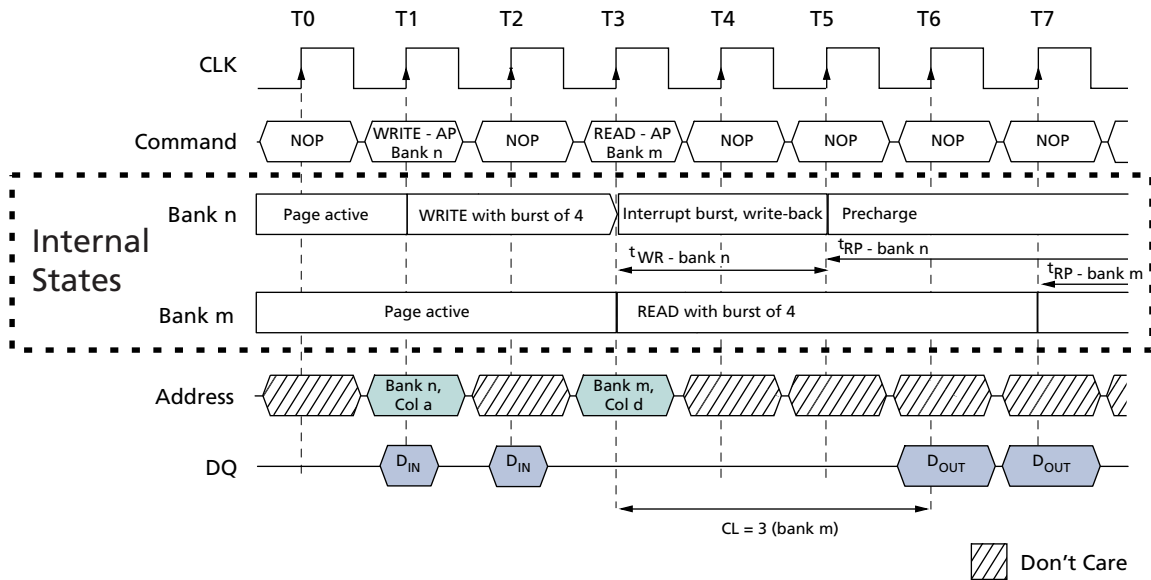 T0 T1 T2 T3 T4 T5 T6 T7
CLK
Command NOP WRITE - AP Bank n NOP READ - AP Bank m NOP NOP NOP NOP
Internal States
Bank n Page active WRITE with burst of 4 Interrupt burst, write-back Precharge
tWR - bank n tRP - bank n
tRP - bank m
Bank m Page active READ with burst of 4
Address Bank n, Col a Bank m, Col d
DQ DIN DIN DOUT DOUT
CL = 3 (bank m)
Don't Care